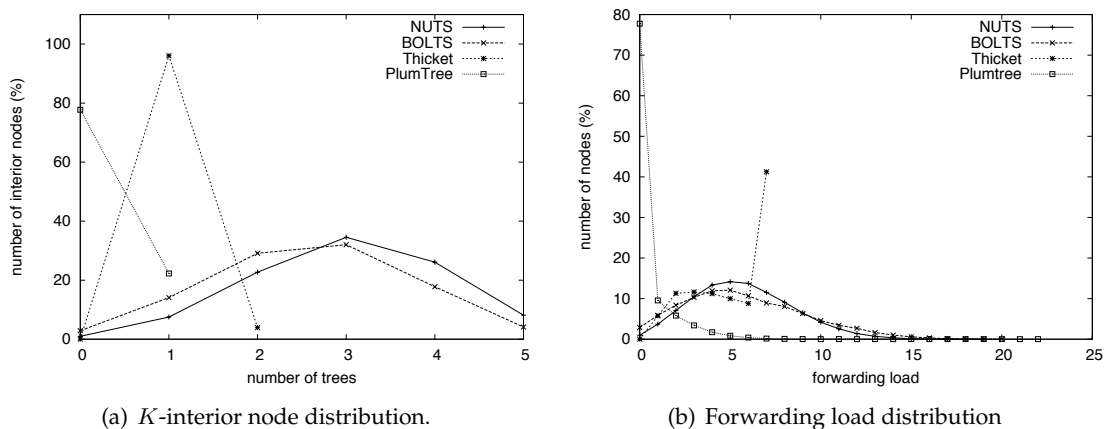 NUTS
BOLTS
Thicket
PlumTree
number of interior nodes (%)
100
80
60
40
20
0
0 1 2 3 4 5
number of trees
(a) K-interior node distribution.
NUTS
BOLTS
Thicket
Plumtree
number of nodes (%)
80
70
60
50
40
30
20
10
0
0 5 10 15 20 25
forwarding load
(b) Forwarding load distribution